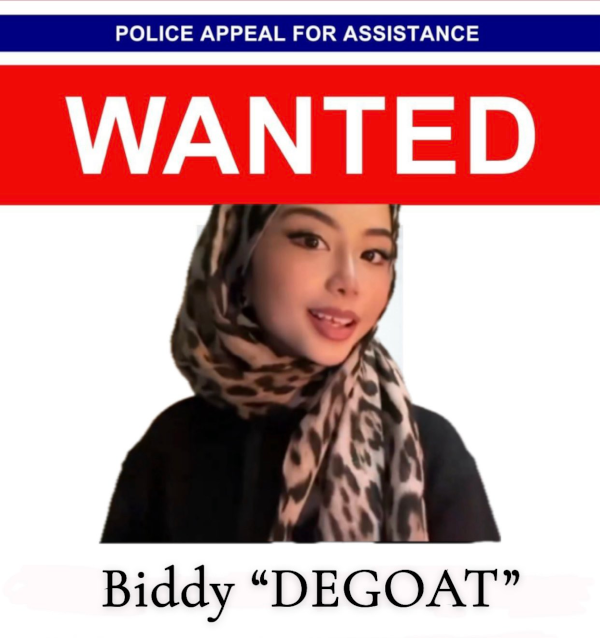 POLICE APPEAL FOR ASSISTANCE
WANTED
Biddy “DEGOAT”